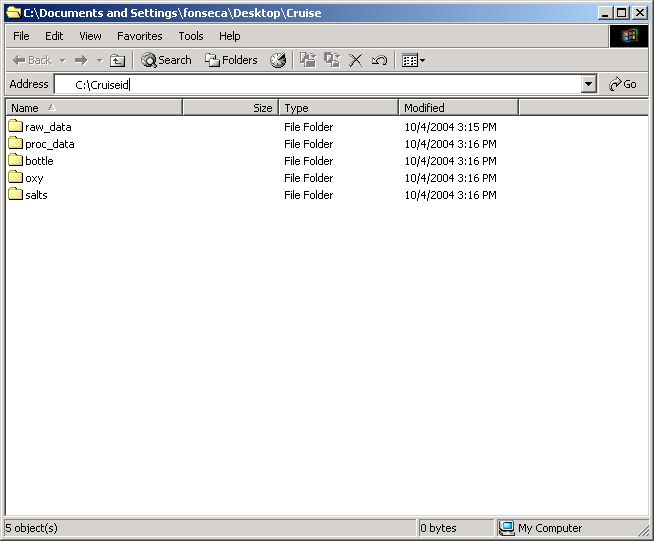 C:\Documents and Settings\fonseca\Desktop\Cruise
File Edit View Favorites Tools Help
Back Search Folders
Address C:\Cruiseid Go
Name Size Type Modified
raw_data File Folder 10/4/2004 3:15 PM
proc_data File Folder 10/4/2004 3:16 PM
bottle File Folder 10/4/2004 3:16 PM
oxy File Folder 10/4/2004 3:16 PM
salts File Folder 10/4/2004 3:16 PM
5 object(s) 0 bytes My Computer